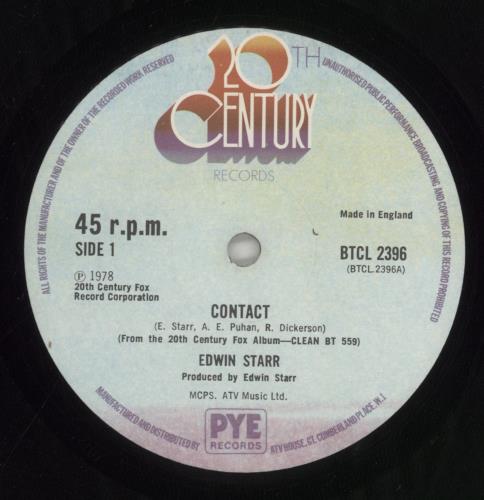 20TH
CENTURY
RECORDS
ALL RIGHTS OF THE MANUFACTURER AND OF THE OWNER OF THE RECORDED WORK RESERVED
UNAUTHORISED PUBLIC PERFORMANCE BROADCASTING AND COPYING OF THIS RECORD PROHIBITED
45 r.p.m.
SIDE 1
Made in England
BTCL 2396
(BTCL.2396A)
℗ 1978
20th Century Fox
Record Corporation
CONTACT
(E. Starr, A. E. Puhan, R. Dickerson)
(From the 20th Century Fox Album—CLEAN BT 559)
EDWIN STARR
Produced by Edwin Starr
MCPS. ATV Music Ltd.
MANUFACTURED AND DISTRIBUTED BY
PYE
RECORDS
ATV HOUSE, GT. CUMBERLAND PLACE, W.1